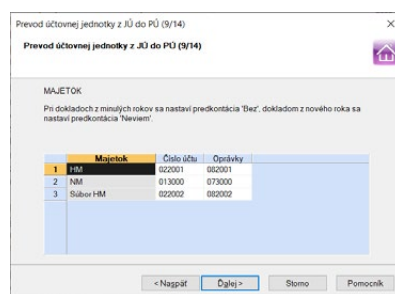 Prevod účtovnej jednotky z JÚ do PÚ (9/14)
Prevod účtovnej jednotky z JÚ do PÚ (9/14)
MAJETOK
Pri dokladoch z minulých rokov sa nastaví predkontácia 'Bez', dokladom z nového roka sa
nastaví predkontácia 'Neviem'.
Majetok Číslo účtu Oprávky
1 HM 022001 082001
2 NM 013000 073000
3 Súbor HM 022002 082002
< Naspäť Ďalej > Storno Pomocník